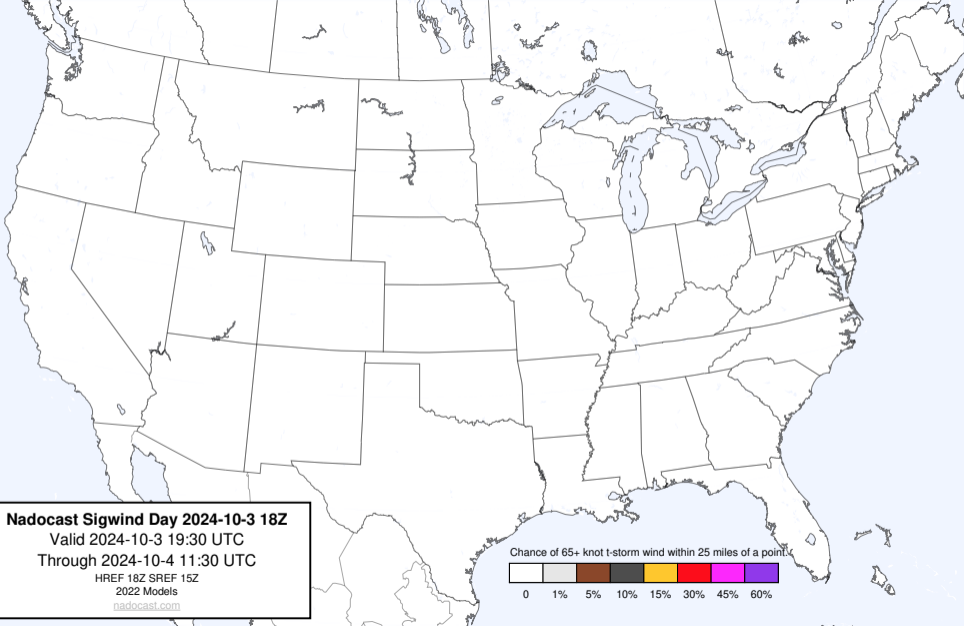 Nadocast Sigwind Day 2024-10-3 18Z
Valid 2024-10-3 19:30 UTC
Through 2024-10-4 11:30 UTC
HREF 18Z SREF 15Z
2022 Models
nadocast.com
Chance of 65+ knot t-storm wind within 25 miles of a point.
0 1% 5% 10% 15% 30% 45% 60%